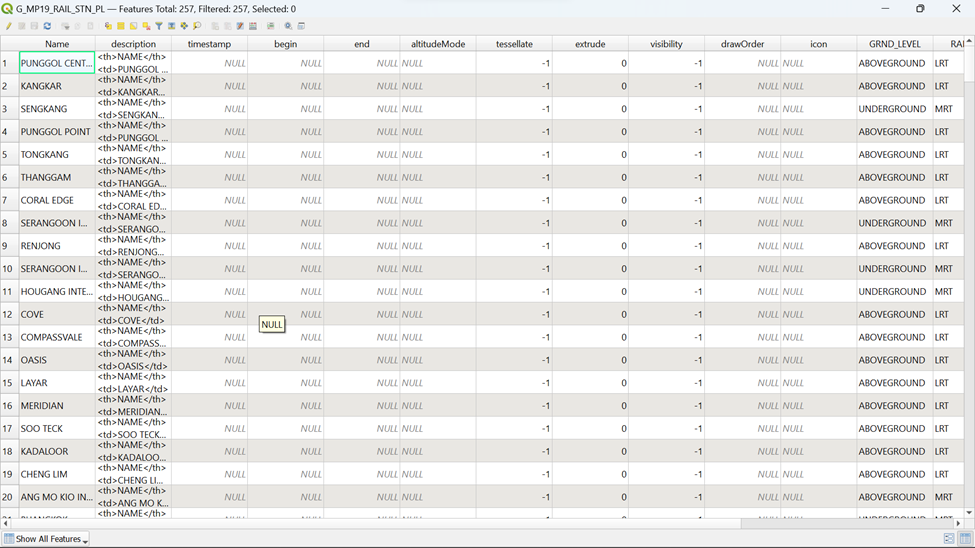 G_MP19_RAIL_STN_PL — Features Total: 257, Filtered: 257, Selected: 0
Name description timestamp begin end altitudeMode tessellate extrude visibility drawOrder icon GRND_LEVEL RAI
1 PUNGGOL CENT... <th>NAME</th> <td>PUNGGOL ... NULL NULL NULL NULL -1 0 -1 NULL NULL ABOVEGROUND LRT
2 KANGKAR <th>NAME</th> <td>KANGKAR... NULL NULL NULL NULL -1 0 -1 NULL NULL ABOVEGROUND LRT
3 SENGKANG <th>NAME</th> <td>SENGKAN... NULL NULL NULL NULL -1 0 -1 NULL NULL UNDERGROUND MRT
4 PUNGGOL POINT <th>NAME</th> <td>PUNGGOL ... NULL NULL NULL NULL -1 0 -1 NULL NULL ABOVEGROUND LRT
5 TONGKANG <th>NAME</th> <td>TONGKAN... NULL NULL NULL NULL -1 0 -1 NULL NULL ABOVEGROUND LRT
6 THANGGAM <th>NAME</th> <td>THANGGA... NULL NULL NULL NULL -1 0 -1 NULL NULL ABOVEGROUND LRT
7 CORAL EDGE <th>NAME</th> <td>CORAL ED... NULL NULL NULL NULL -1 0 -1 NULL NULL ABOVEGROUND LRT
8 SERANGOON I... <th>NAME</th> <td>SERANGO... NULL NULL NULL NULL -1 0 -1 NULL NULL UNDERGROUND MRT
9 RENJONG <th>NAME</th> <td>RENJONG... NULL NULL NULL NULL -1 0 -1 NULL NULL ABOVEGROUND LRT
10 SERANGOON I... <th>NAME</th> <td>SERANGO... NULL NULL NULL NULL -1 0 -1 NULL NULL UNDERGROUND MRT
11 HOUGANG INTE... <th>NAME</th> <td>HOUGANG... NULL NULL NULL NULL -1 0 -1 NULL NULL UNDERGROUND MRT
12 COVE <th>NAME</th> <td>COVE</td> NULL NULL NULL NULL -1 0 -1 NULL NULL ABOVEGROUND LRT
NULL
13 COMPASSVALE <th>NAME</th> <td>COMPASS... NULL NULL NULL NULL -1 0 -1 NULL NULL ABOVEGROUND LRT
14 OASIS <th>NAME</th> <td>OASIS</td> NULL NULL NULL NULL -1 0 -1 NULL NULL ABOVEGROUND LRT
15 LAYAR <th>NAME</th> <td>LAYAR</td> NULL NULL NULL NULL -1 0 -1 NULL NULL ABOVEGROUND LRT
16 MERIDIAN <th>NAME</th> <td>MERIDIAN... NULL NULL NULL NULL -1 0 -1 NULL NULL ABOVEGROUND LRT
17 SOO TECK <th>NAME</th> <td>SOO TECK... NULL NULL NULL NULL -1 0 -1 NULL NULL ABOVEGROUND LRT
18 KADALOOR <th>NAME</th> <td>KADALOO... NULL NULL NULL NULL -1 0 -1 NULL NULL ABOVEGROUND LRT
19 CHENG LIM <th>NAME</th> <td>CHENG LI... NULL NULL NULL NULL -1 0 -1 NULL NULL ABOVEGROUND LRT
20 ANG MO KIO IN... <th>NAME</th> <td>ANG MO K... NULL NULL NULL NULL -1 0 -1 NULL NULL ABOVEGROUND MRT
<th>NAME</th>
Show All Features